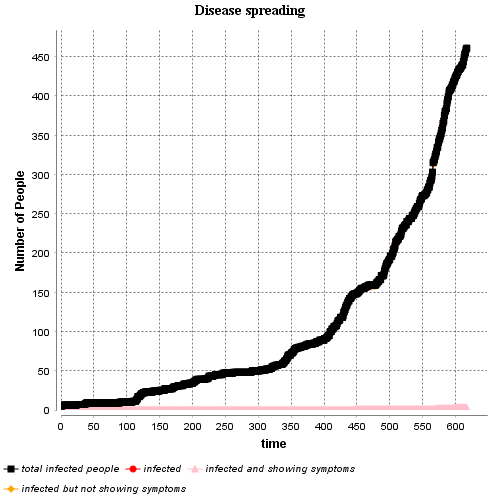 Disease spreading
Number of People
450
400
350
300
250
200
150
100
50
0
0 50 100 150 200 250 300 350 400 450 500 550 600
time
total infected people infected infected and showing symptoms
infected but not showing symptoms